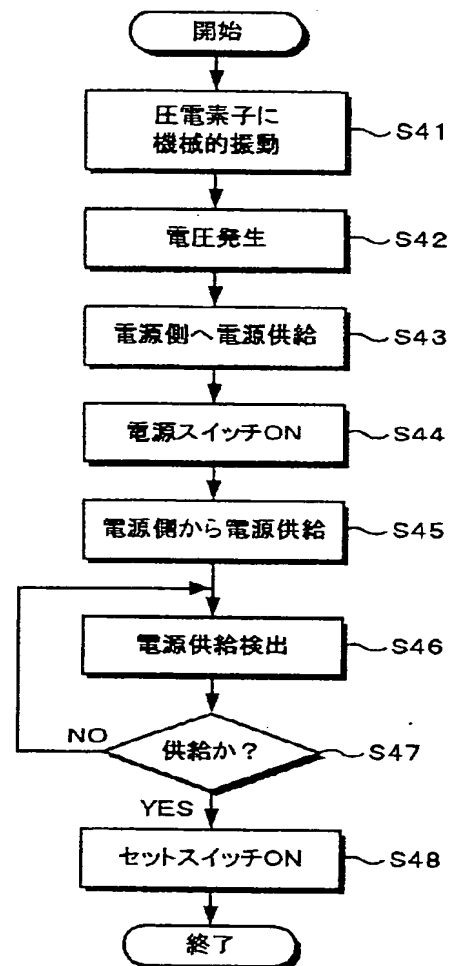 開始
圧電素子に
機械的振動
S41
電圧発生
S42
電源側へ電源供給
S43
電源スイッチON
S44
電源側から電源供給
S45
電源供給検出
S46
NO
供給か?
S47
YES
セットスイッチON
S48
終了